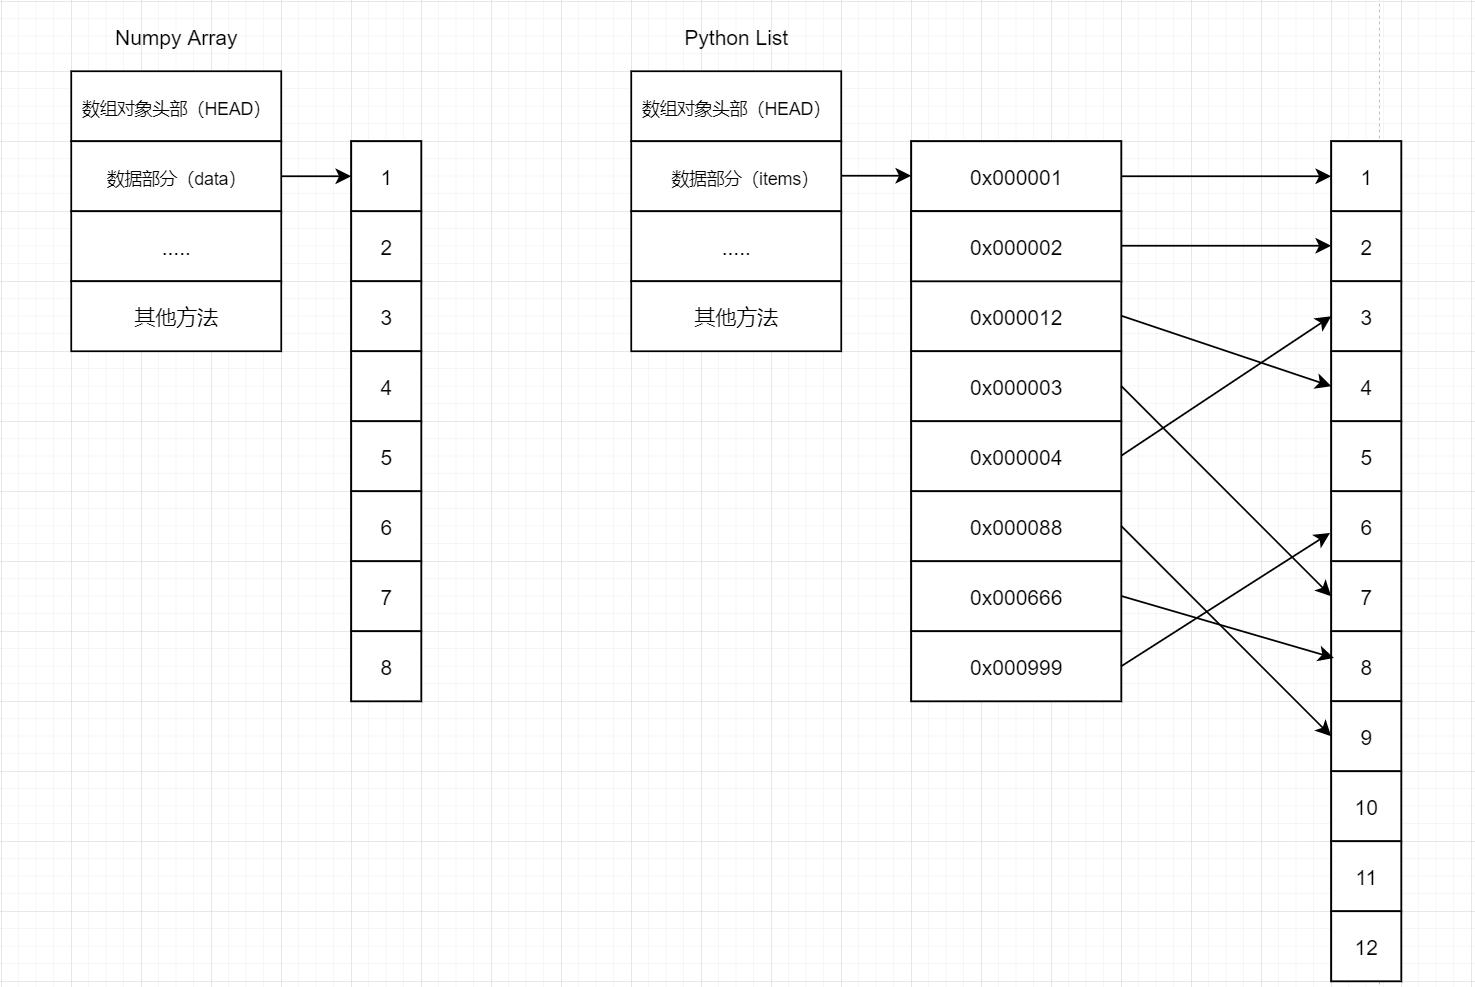 Numpy Array
数组对象头部（HEAD）
数据部分（data）
.....
其他方法
1
2
3
4
5
6
7
8
Python List
数组对象头部（HEAD）
数据部分（items）
.....
其他方法
0x000001
0x000002
0x000012
0x000003
0x000004
0x000088
0x000666
0x000999
1
2
3
4
5
6
7
8
9
10
11
12